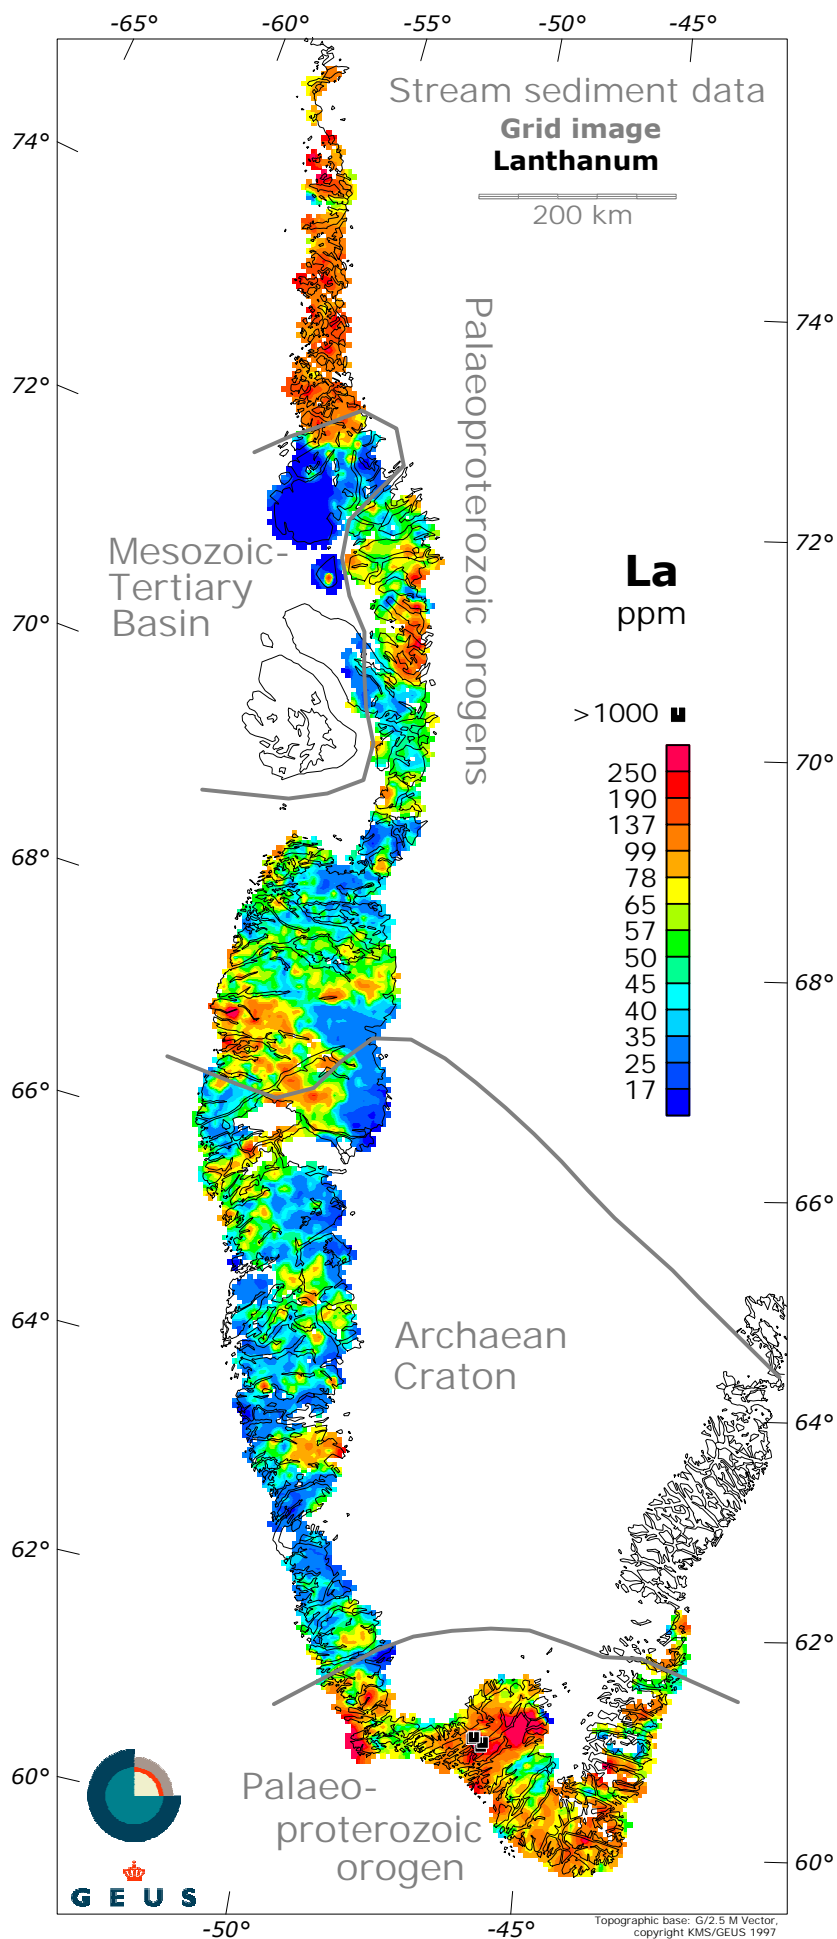 -65° -60° -55° -50° -45°
Stream sediment data
Grid image
Lanthanum
200 km
74°
72°
70°
68°
66°
64°
62°
60°
74°
72°
70°
68°
66°
64°
62°
60°
Palaeoproterozoic orogens
Mesozoic-
Tertiary
Basin
La
ppm
>1000
250
190
137
99
78
65
57
50
45
40
35
25
17
Archaean
Craton
Palaeo-
proterozoic
orogen
GEUS
-50° -45°
Topographic base: G/2.5 M Vector,
copyright KMS/GEUS 1997